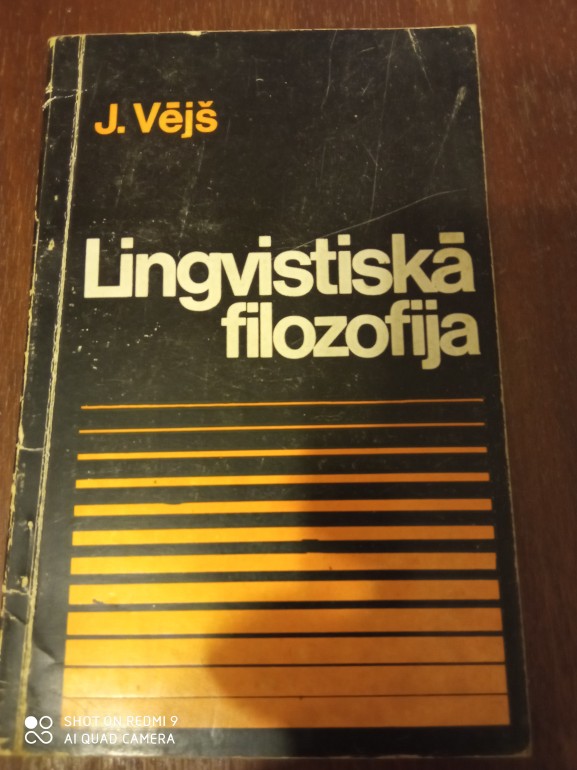 J. Vējš
Lingvistiskā
filozofija
SHOT ON REDMI 9
AI QUAD CAMERA